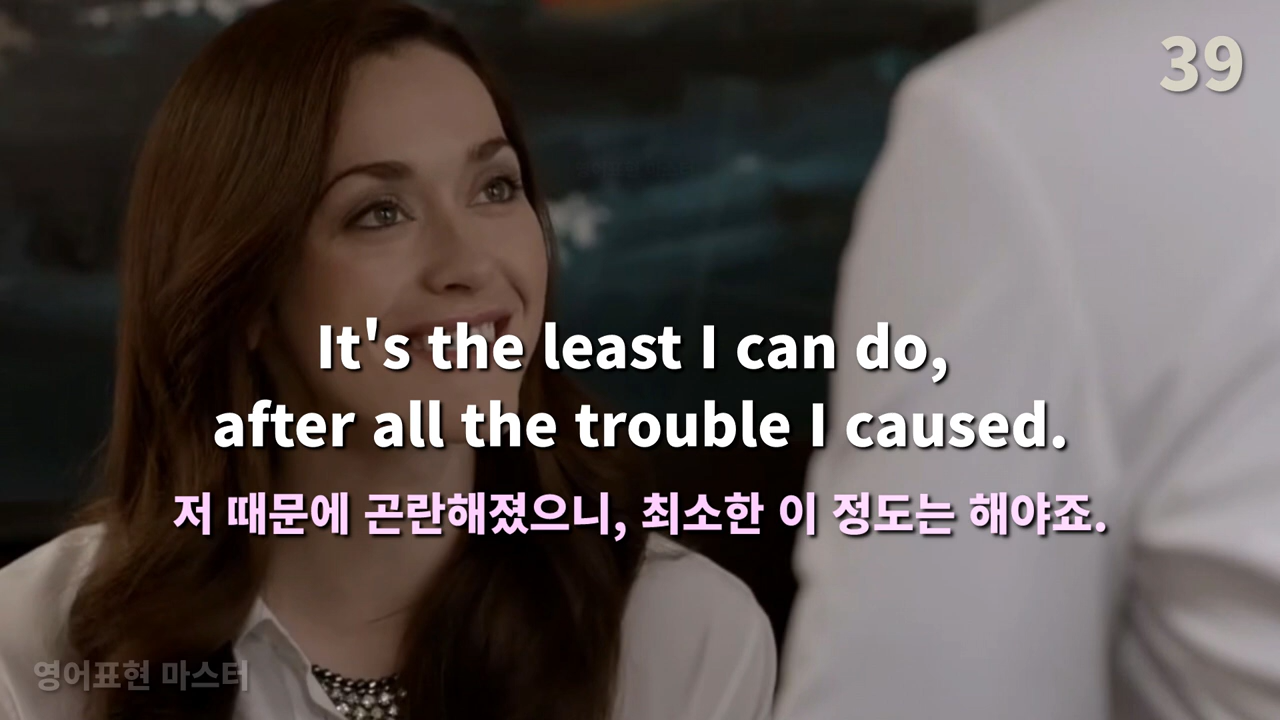 39
It's the least I can do,
after all the trouble I caused.
저 때문에 곤란해졌으니, 최소한 이 정도는 해야죠.
영어표현 마스터